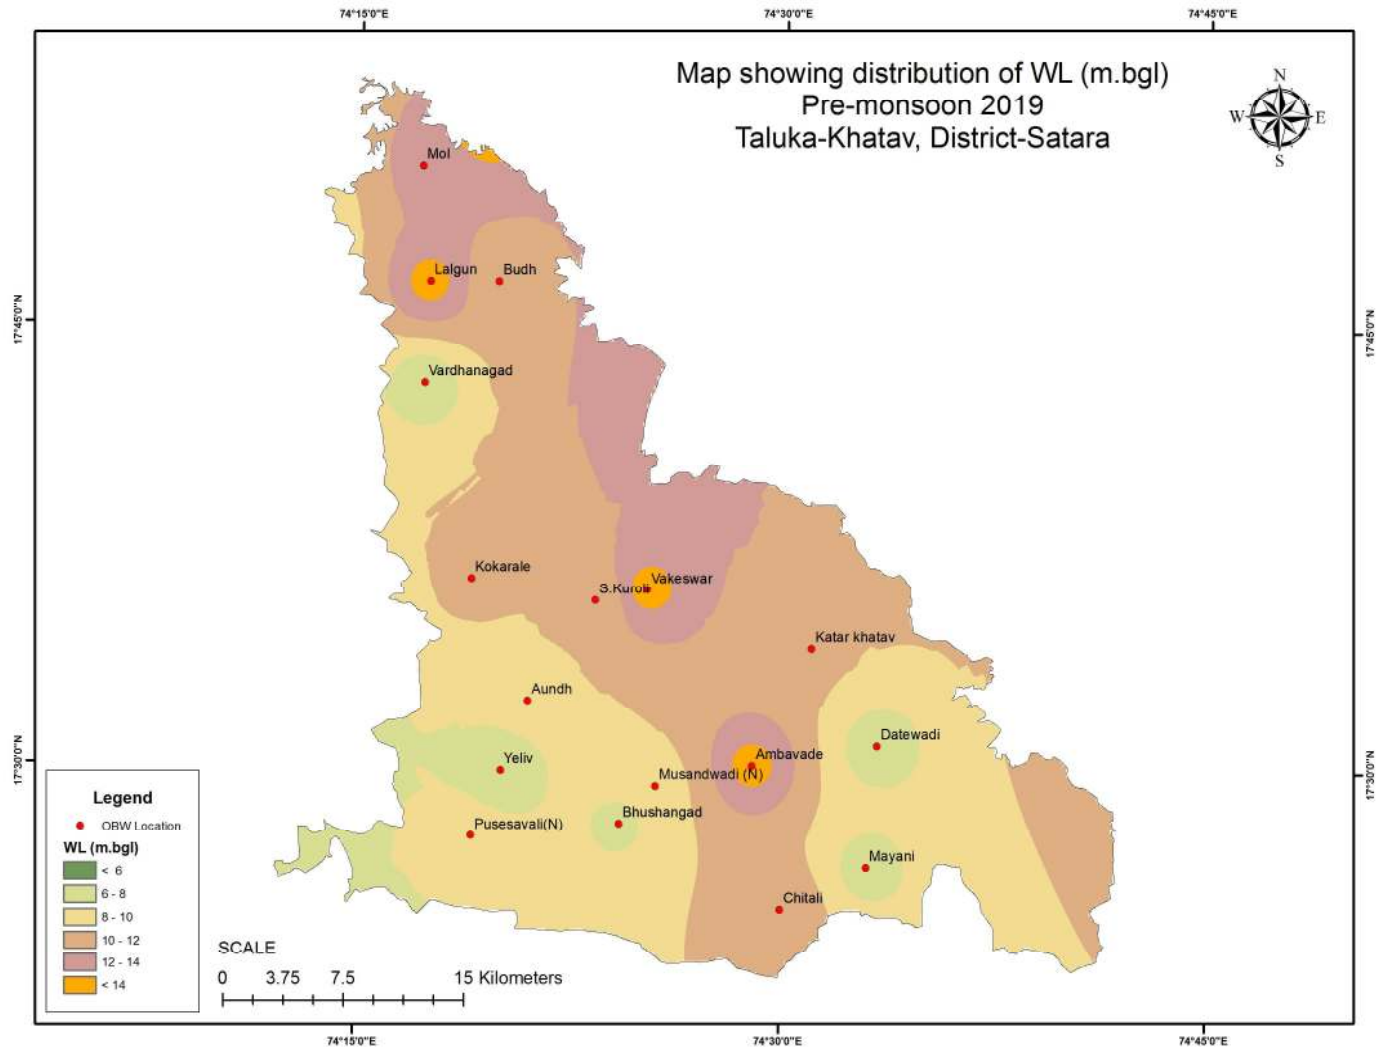 74°15'0"E
74°30'0"E
74°45'0"E
Map showing distribution of WL (m.bgl)
Pre-monsoon 2019
Taluka-Khatav, District-Satara
N
W
E
S
Mol
Lalgun
Budh
17°45'0"N
17°45'0"N
Vardhanagad
Kokarale
S.Kuroli
Vakeswar
Katar khatav
Aundh
Datewadi
Yeliv
Ambavade
Musandwadi (N)
17°30'0"N
17°30'0"N
Bhushangad
Pusesavali(N)
Mayani
Chitali
Legend
OBW Location
WL (m.bgl)
< 6
6 - 8
8 - 10
10 - 12
12 - 14
< 14
SCALE
0 3.75 7.5 15 Kilometers
74°15'0"E
74°30'0"E
74°45'0"E